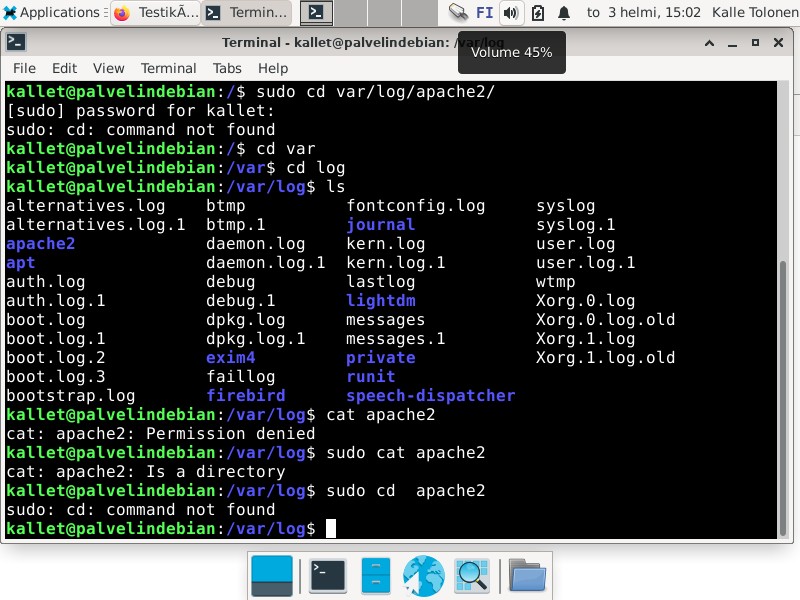 Applications Testikä... Termin... FI to 3 helmi, 15:02 Kalle Tolonen
Terminal - kallet@palvelindebian: /var/log
Volume 45%
File Edit View Terminal Tabs Help
kallet@palvelindebian:/$ sudo cd var/log/apache2/
[sudo] password for kallet:
sudo: cd: command not found
kallet@palvelindebian:/$ cd var
kallet@palvelindebian:/var$ cd log
kallet@palvelindebian:/var/log$ ls
alternatives.log btmp fontconfig.log syslog
alternatives.log.1 btmp.1 journal syslog.1
apache2 daemon.log kern.log user.log
apt daemon.log.1 kern.log.1 user.log.1
auth.log debug lastlog wtmp
auth.log.1 debug.1 lightdm Xorg.0.log
boot.log dpkg.log messages Xorg.0.log.old
boot.log.1 dpkg.log.1 messages.1 Xorg.1.log
boot.log.2 exim4 private Xorg.1.log.old
boot.log.3 faillog runit
bootstrap.log firebird speech-dispatcher
kallet@palvelindebian:/var/log$ cat apache2
cat: apache2: Permission denied
kallet@palvelindebian:/var/log$ sudo cat apache2
cat: apache2: Is a directory
kallet@palvelindebian:/var/log$ sudo cd  apache2
sudo: cd: command not found
kallet@palvelindebian:/var/log$